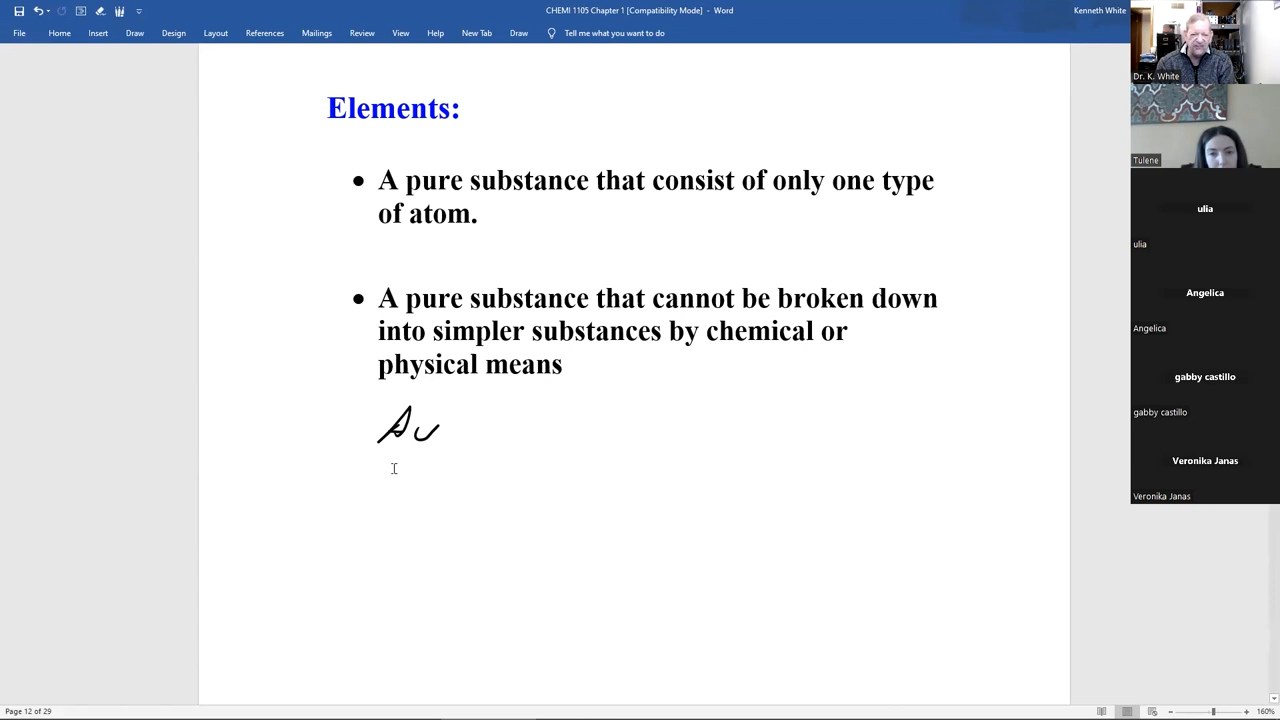 CHEMI 1105 Chapter 1 [Compatibility Mode] - Word
Kenneth White
File Home Insert Draw Design Layout References Mailings Review View Help New Tab Draw Tell me what you want to do
Elements:
• A pure substance that consist of only one type
of atom.
• A pure substance that cannot be broken down
into simpler substances by chemical or
physical means
Au
Dr. K. White
Tulene
ulia
ulia
Angelica
Angelica
gabby castillo
gabby castillo
Veronika Janas
Veronika Janas
Page 12 of 29
160%